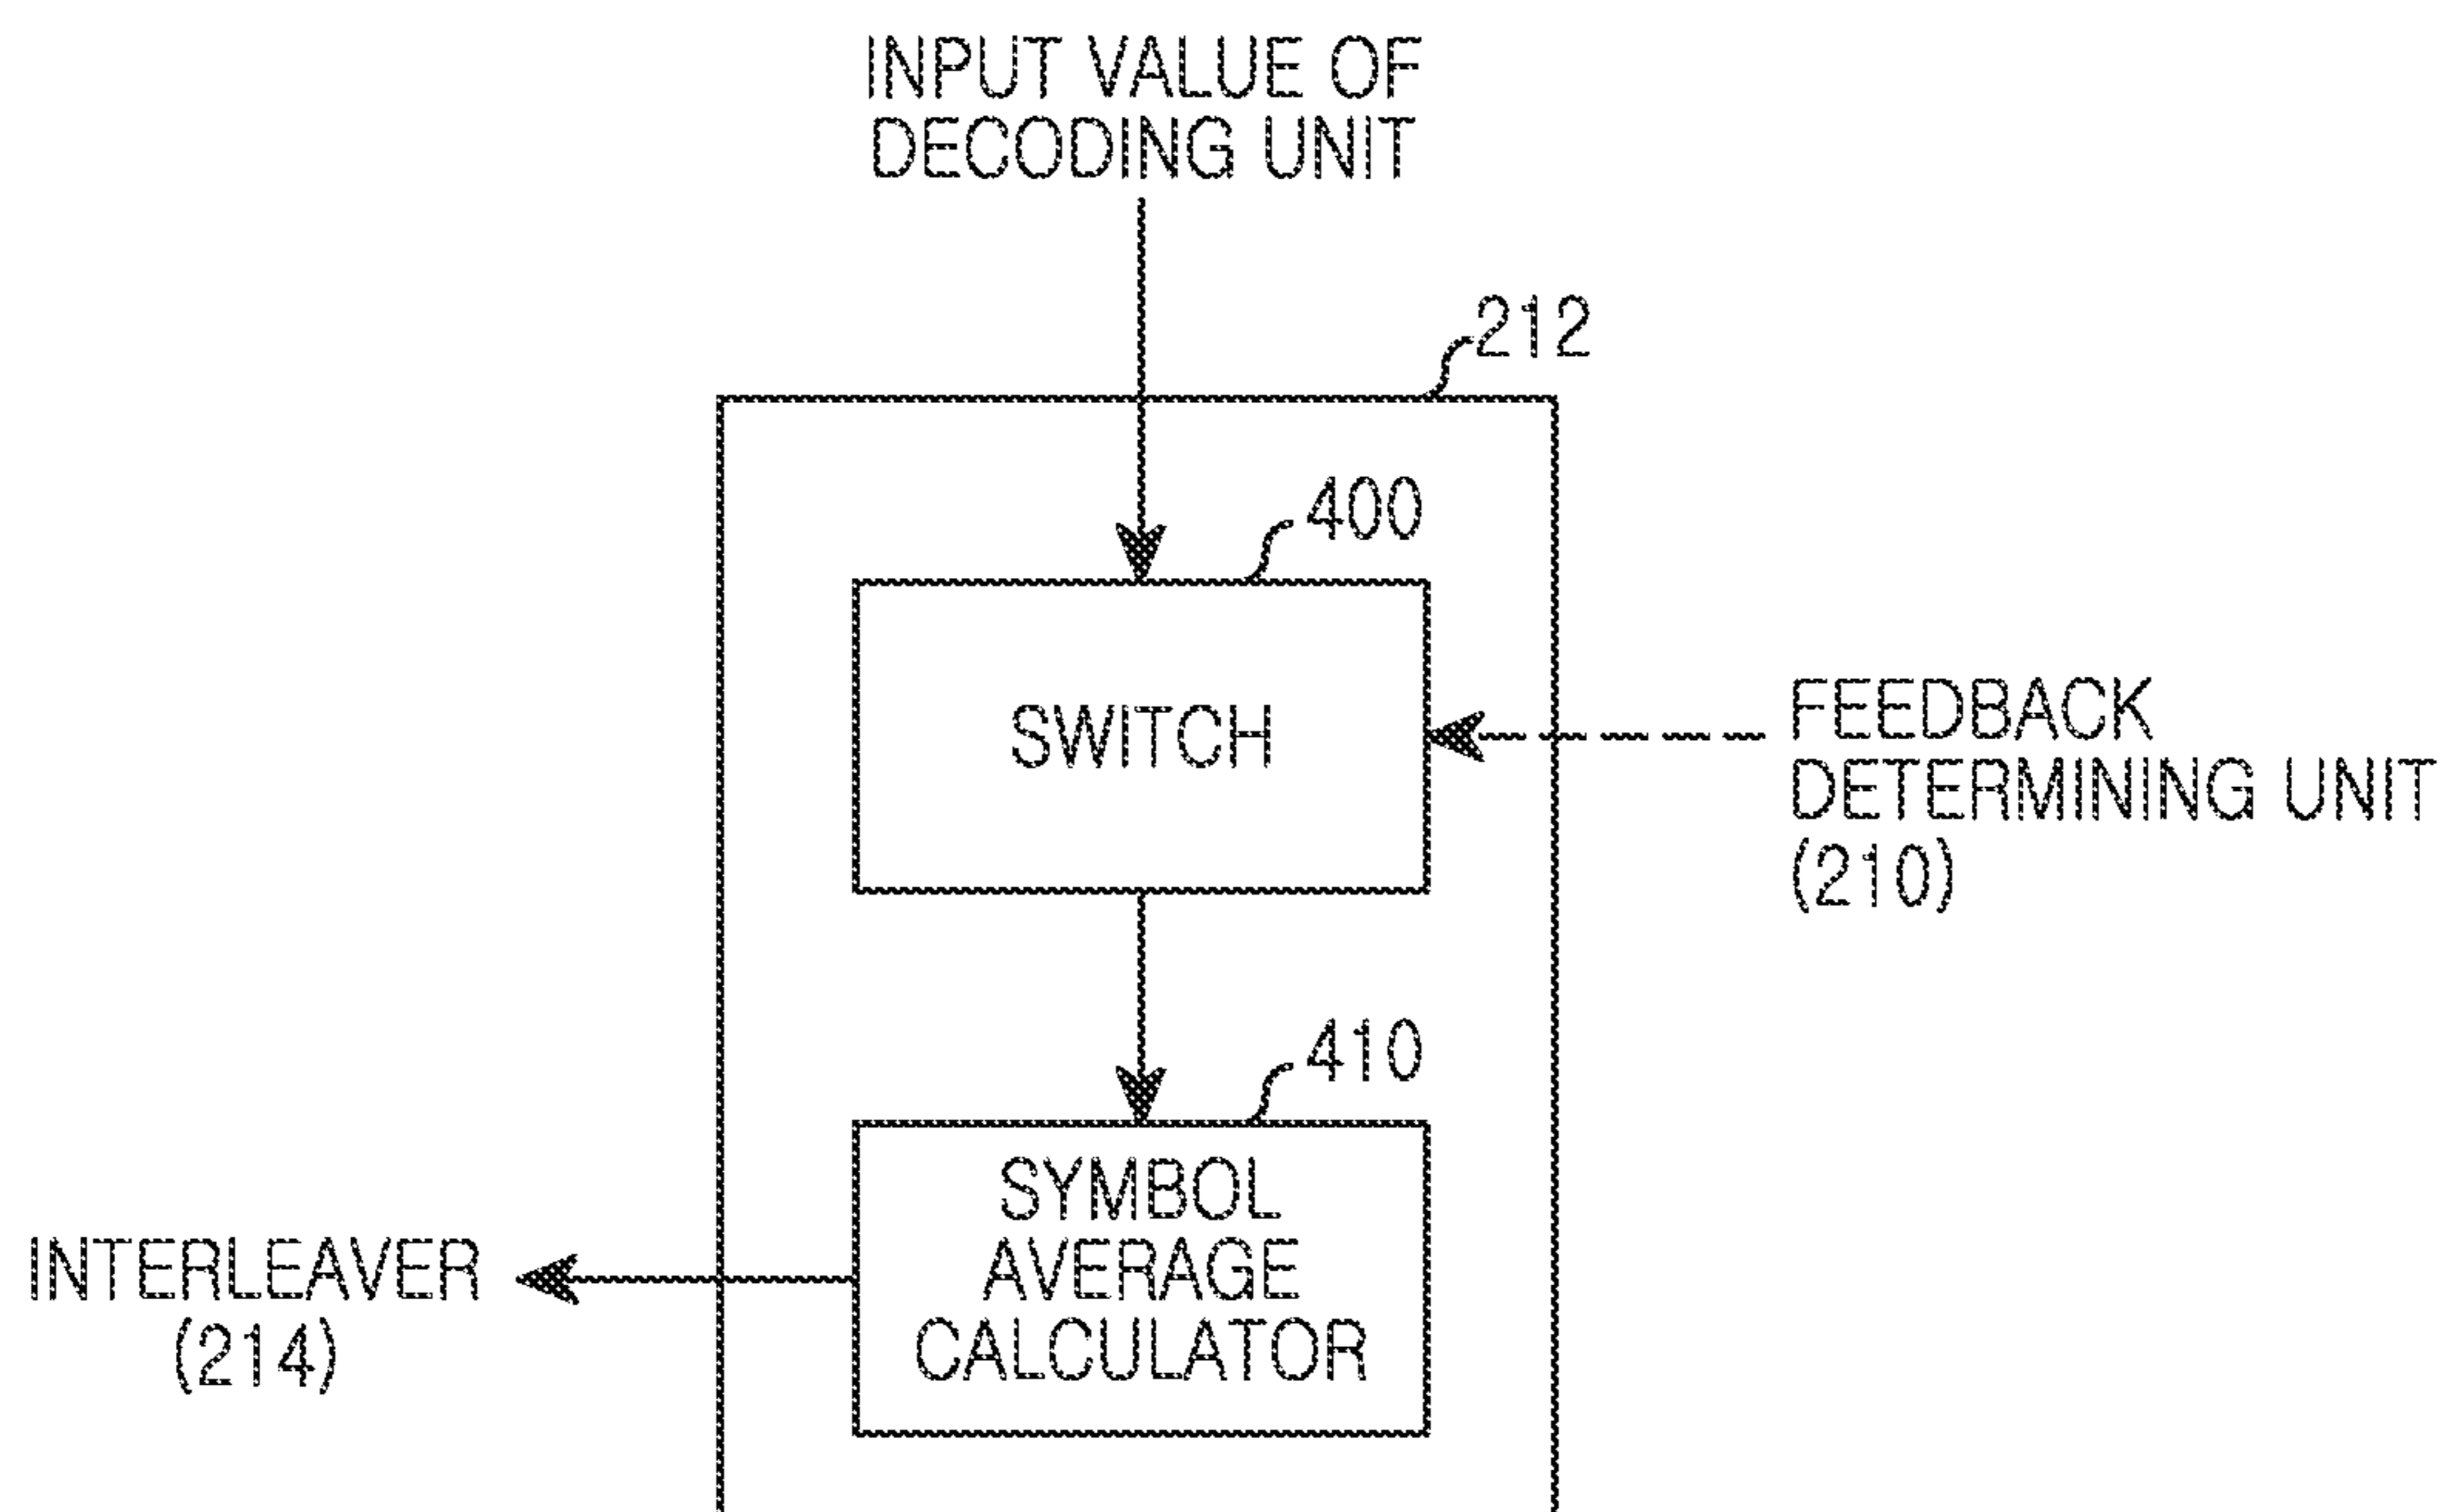 INPUT VALUE OF
DECODING UNIT
212
400
SWITCH
FEEDBACK
DETERMINING UNIT
(210)
410
SYMBOL
AVERAGE
CALCULATOR
INTERLEAVER
(214)